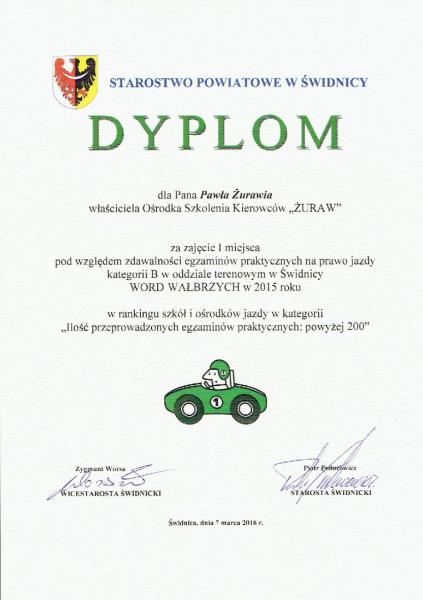 STAROSTWO POWIATOWE W ŚWIDNICY
DYPLOM
dla Pana Pawła Żurawia
właściciela Ośrodka Szkolenia Kierowców „ŻURAW”
za zajęcie I miejsca
pod względem zdawalności egzaminów praktycznych na prawo jazdy
kategorii B w oddziale terenowym w Świdnicy
WORD WAŁBRZYCH w 2015 roku
w rankingu szkół i ośrodków jazdy w kategorii
„Ilość przeprowadzonych egzaminów praktycznych: powyżej 200”
1
Zygmunt Worsa
WICESTAROSTA ŚWIDNICKI
Piotr Fedorowicz
STAROSTA ŚWIDNICKI
Świdnica, dnia 7 marca 2016 r.